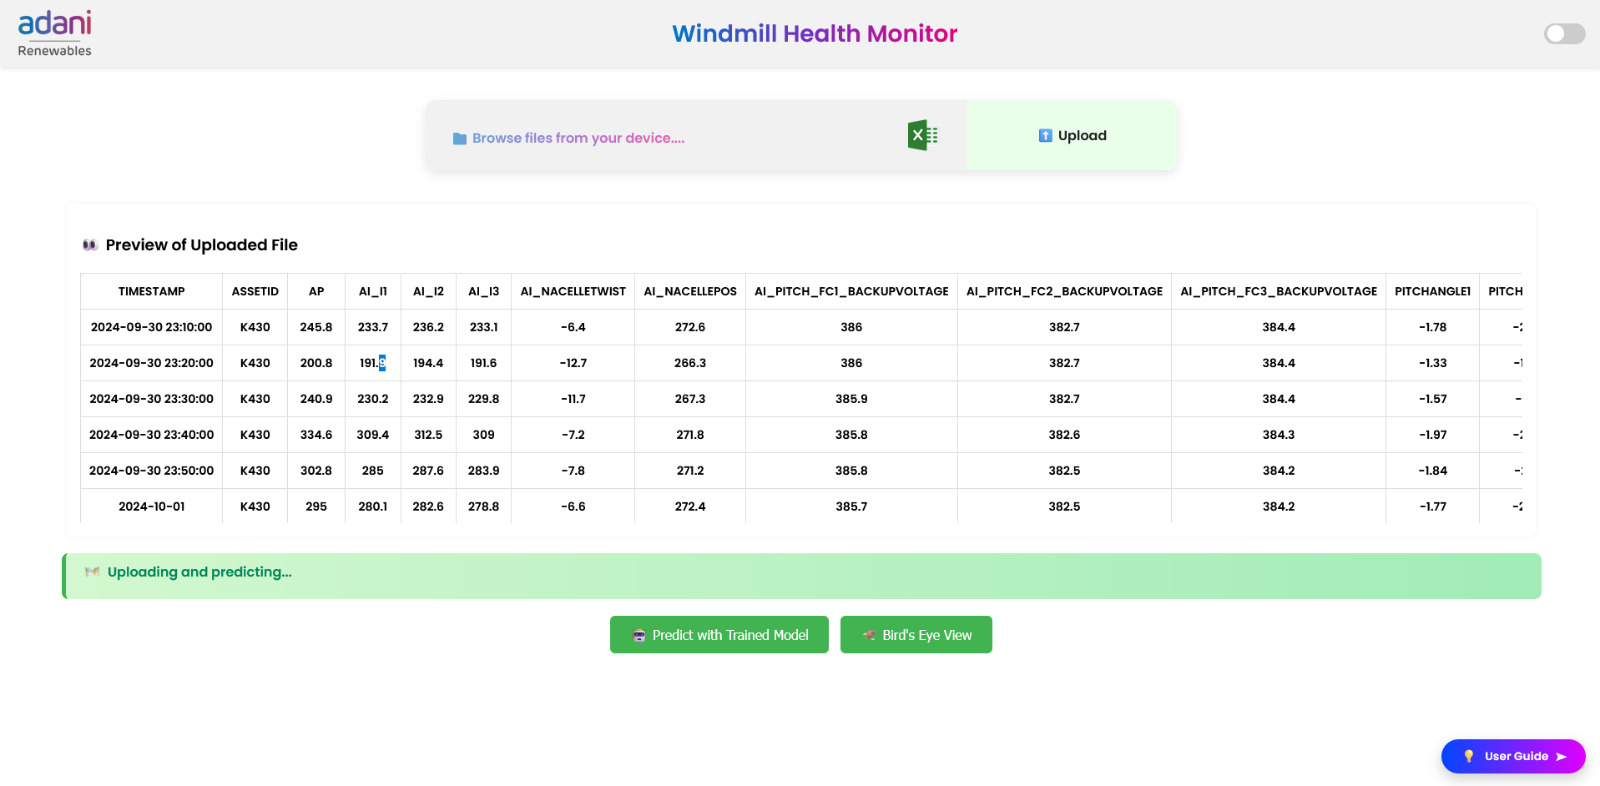 adani
Renewables
Windmill Health Monitor
Browse files from your device....
Upload
Preview of Uploaded File
TIMESTAMP ASSETID AP AI_I1 AI_I2 AI_I3 AI_NACELLETWIST AI_NACELLEPOS AI_PITCH_FC1_BACKUPVOLTAGE AI_PITCH_FC2_BACKUPVOLTAGE AI_PITCH_FC3_BACKUPVOLTAGE PITCHANGLE1 PITCH
2024-09-30 23:10:00 K430 245.8 233.7 236.2 233.1 -6.4 272.6 386 382.7 384.4 -1.78
2024-09-30 23:20:00 K430 200.8 191.9 194.4 191.6 -12.7 266.3 386 382.7 384.4 -1.33
2024-09-30 23:30:00 K430 240.9 230.2 232.9 229.8 -11.7 267.3 385.9 382.7 384.4 -1.57
2024-09-30 23:40:00 K430 334.6 309.4 312.5 309 -7.2 271.8 385.8 382.6 384.3 -1.97
2024-09-30 23:50:00 K430 302.8 285 287.6 283.9 -7.8 271.2 385.8 382.5 384.2 -1.84
2024-10-01 K430 295 280.1 282.6 278.8 -6.6 272.4 385.7 382.5 384.2 -1.77
Uploading and predicting...
Predict with Trained Model
Bird's Eye View
User Guide